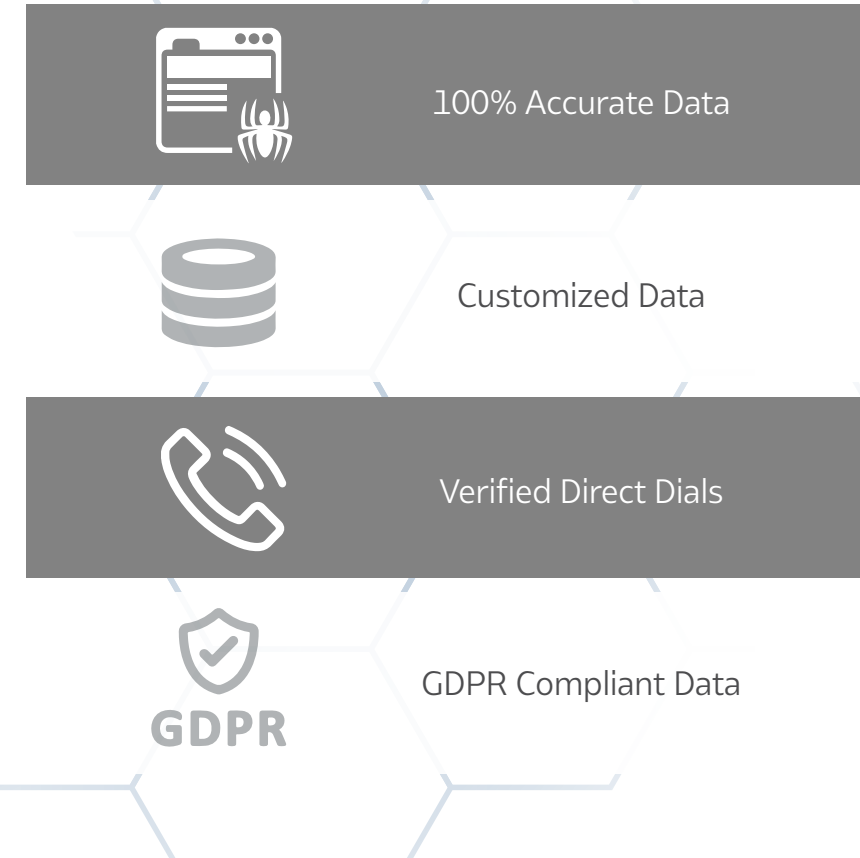 100% Accurate Data
Customized Data
Verified Direct Dials
GDPR
GDPR Compliant Data